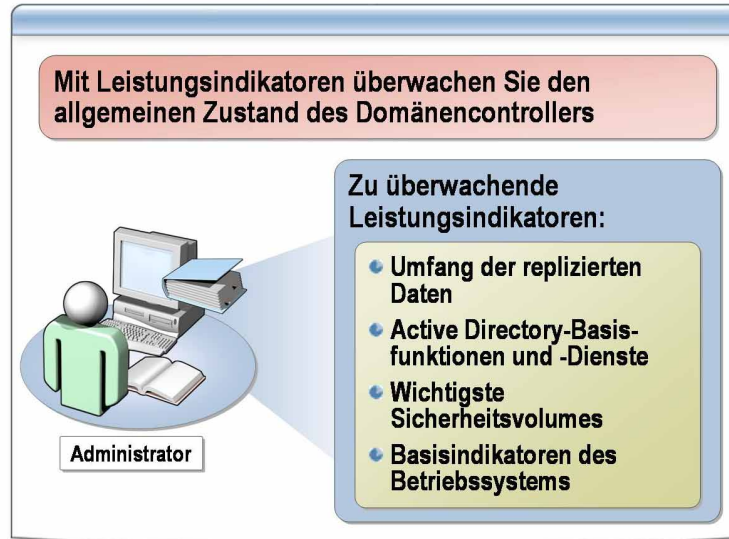 Mit Leistungsindikatoren überwachen Sie den
allgemeinen Zustand des Domänencontrollers
Zu überwachende
Leistungsindikatoren:
Umfang der replizierten
Daten
Active Directory-Basis-
funktionen und -Dienste
Wichtigste
Sicherheitsvolumes
Basisindikatoren des
Betriebssystems
Administrator